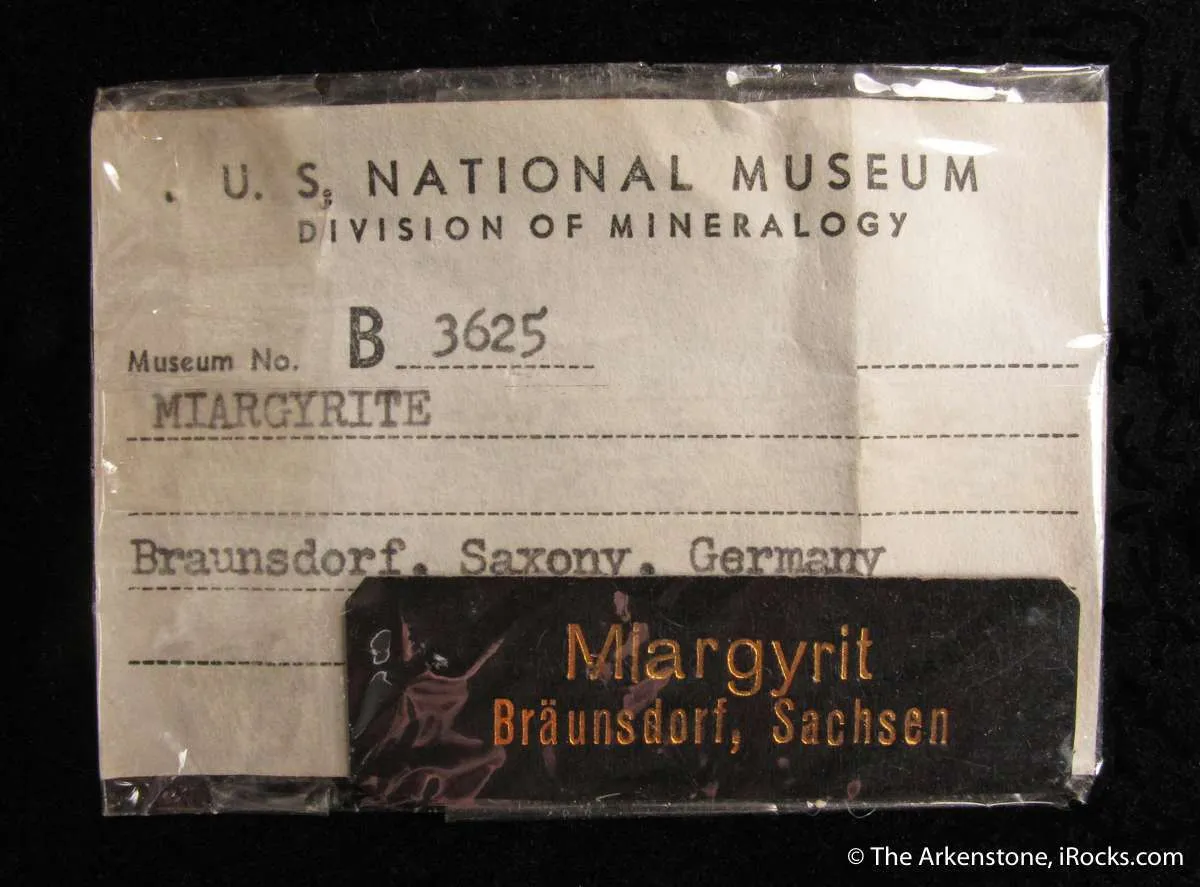 U. S. NATIONAL MUSEUM
DIVISION OF MINERALOGY
Museum No. B 3625
MIARGYRITE
Braunsdorf, Saxony, Germany
Miargyrit
Bräunsdorf, Sachsen
© The Arkenstone, iRocks.com